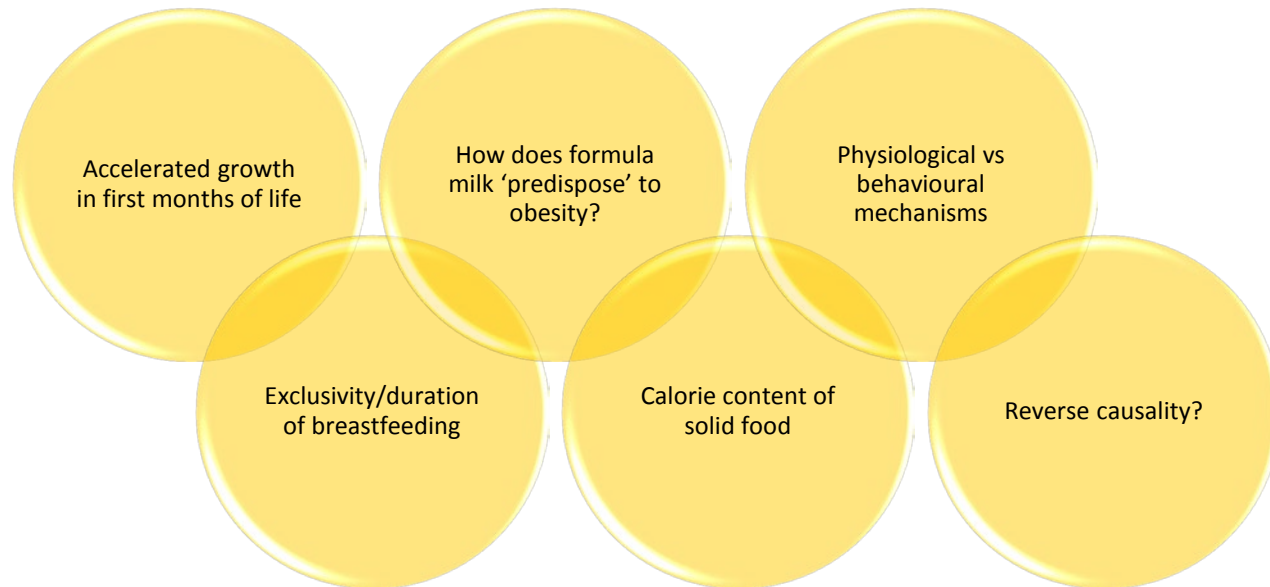 Accelerated growth
in first months of life
How does formula
milk ‘predispose’ to
obesity?
Physiological vs
behavioural
mechanisms
Exclusivity/duration
of breastfeeding
Calorie content of
solid food
Reverse causality?